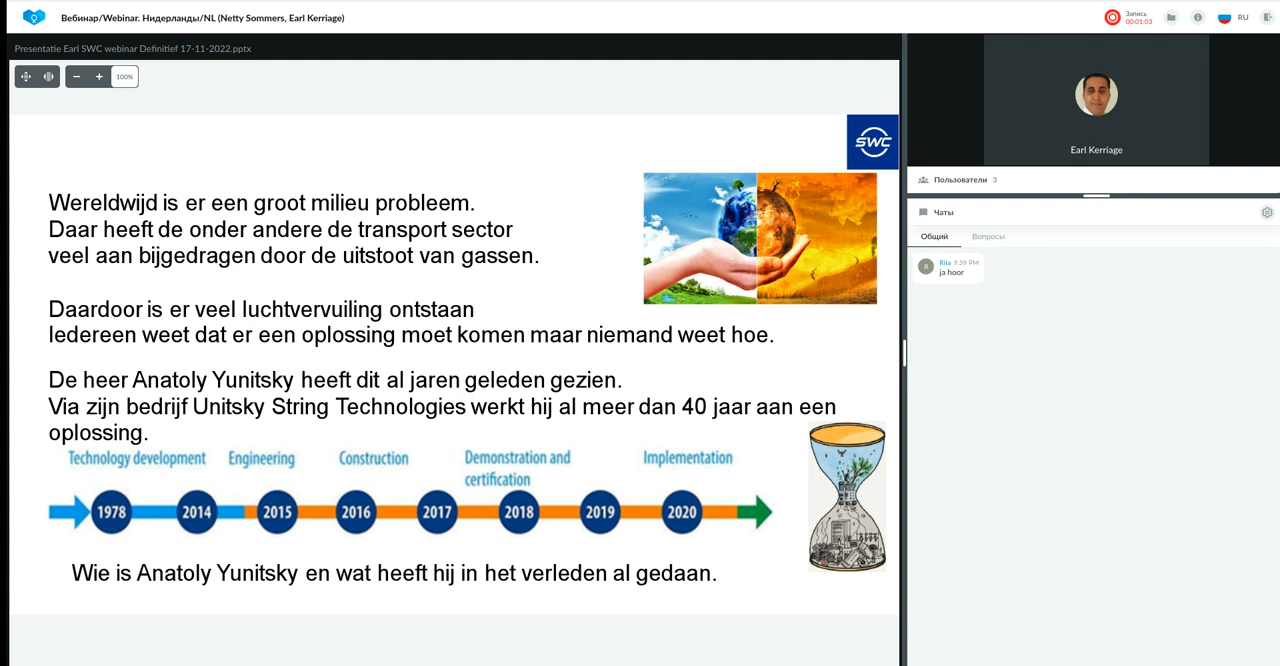 Вебинар/Webinar. Нидерланды/NL (Netty Sommers, Earl Kerriage)
Запись
00:01:03
RU
Presentatie Earl SWC webinar Definitief 17-11-2022.pptx
100%
SWC
Wereldwijd is er een groot milieu probleem.
Daar heeft de onder andere de transport sector
veel aan bijgedragen door de uitstoot van gassen.
Daardoor is er veel luchtvervuiling ontstaan
Iedereen weet dat er een oplossing moet komen maar niemand weet hoe.
De heer Anatoly Yunitsky heeft dit al jaren geleden gezien.
Via zijn bedrijf Unitsky String Technologies werkt hij al meer dan 40 jaar aan een
oplossing.
Technology development Engineering Construction Demonstration and Implementation
certification
1978 2014 2015 2016 2017 2018 2019 2020
Wie is Anatoly Yunitsky en wat heeft hij in het verleden al gedaan.
Earl Kerriage
Пользователи 3
Чаты
Общий Вопросы
R
Rita 9:59 PM
ja hoor